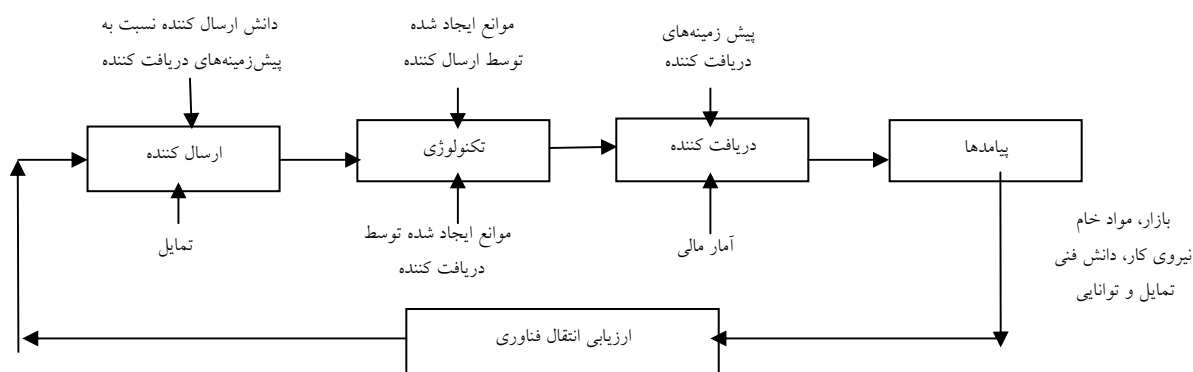 دانش ارسال کننده نسبت به
پیش‌زمینه‌های دریافت کننده
موانع ایجاد شده
توسط ارسال کننده
پیش زمینه‌های
دریافت کننده
ارسال کننده
تکنولوژی
دریافت کننده
پیامدها
تمایل
موانع ایجاد شده توسط
دریافت کننده
آمار مالی
بازار، مواد خام
نیروی کار، دانش فنی
تمایل و توانایی
ارزیابی انتقال فناوری